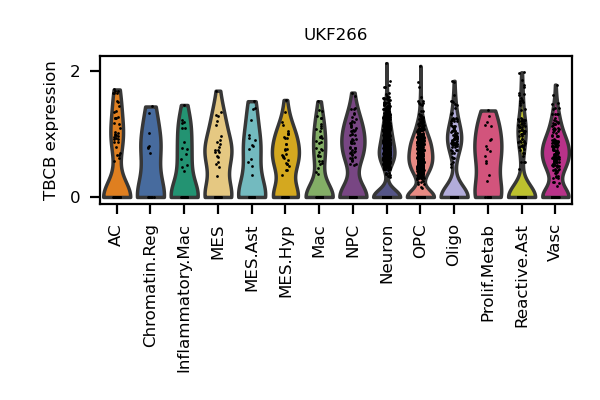 UKF266
TBCB expression
2
0
AC
Chromatin.Reg
Inflammatory.Mac
MES
MES.Ast
MES.Hyp
Mac
NPC
Neuron
OPC
Oligo
Prolif.Metab
Reactive.Ast
Vasc